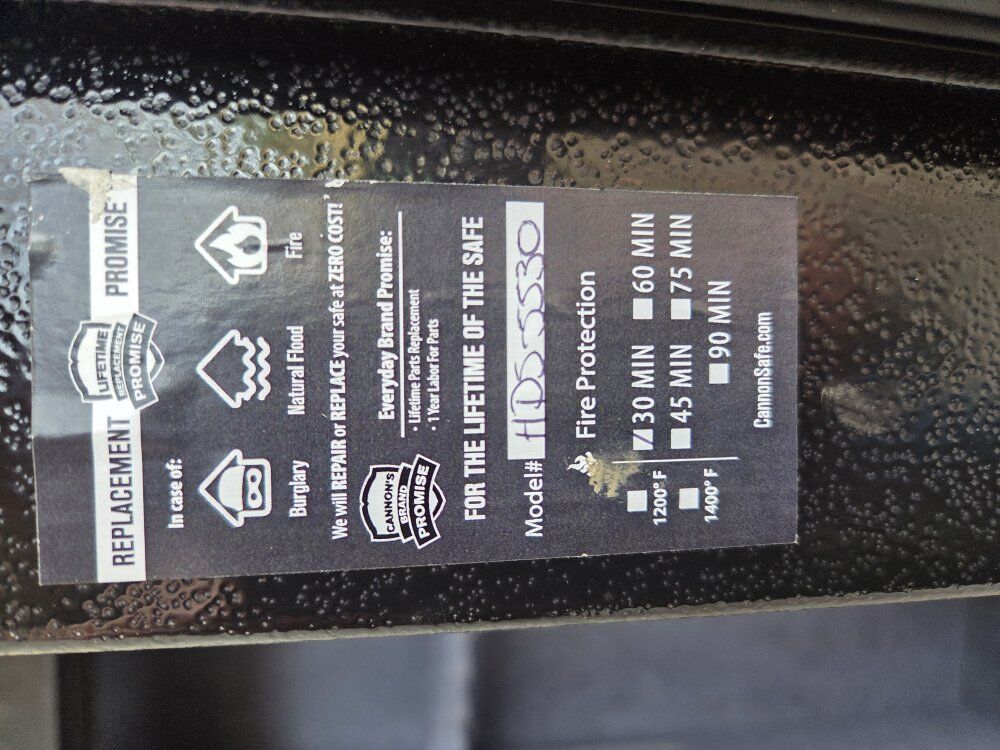 REPLACEMENT LIFETIME REPLACEMENT PROMISE PROMISE
In case of:
Burglary Natural Flood Fire
We will REPAIR or REPLACE your safe at ZERO COST!*
CANNON'S BRAND PROMISE
Everyday Brand Promise:
• Lifetime Parts Replacement
• 1 Year Labor For Parts
FOR THE LIFETIME OF THE SAFE
Model# HDS5530
Fire Protection
1200° F 30 MIN 60 MIN
1400° F 45 MIN 75 MIN
90 MIN
CannonSafe.com